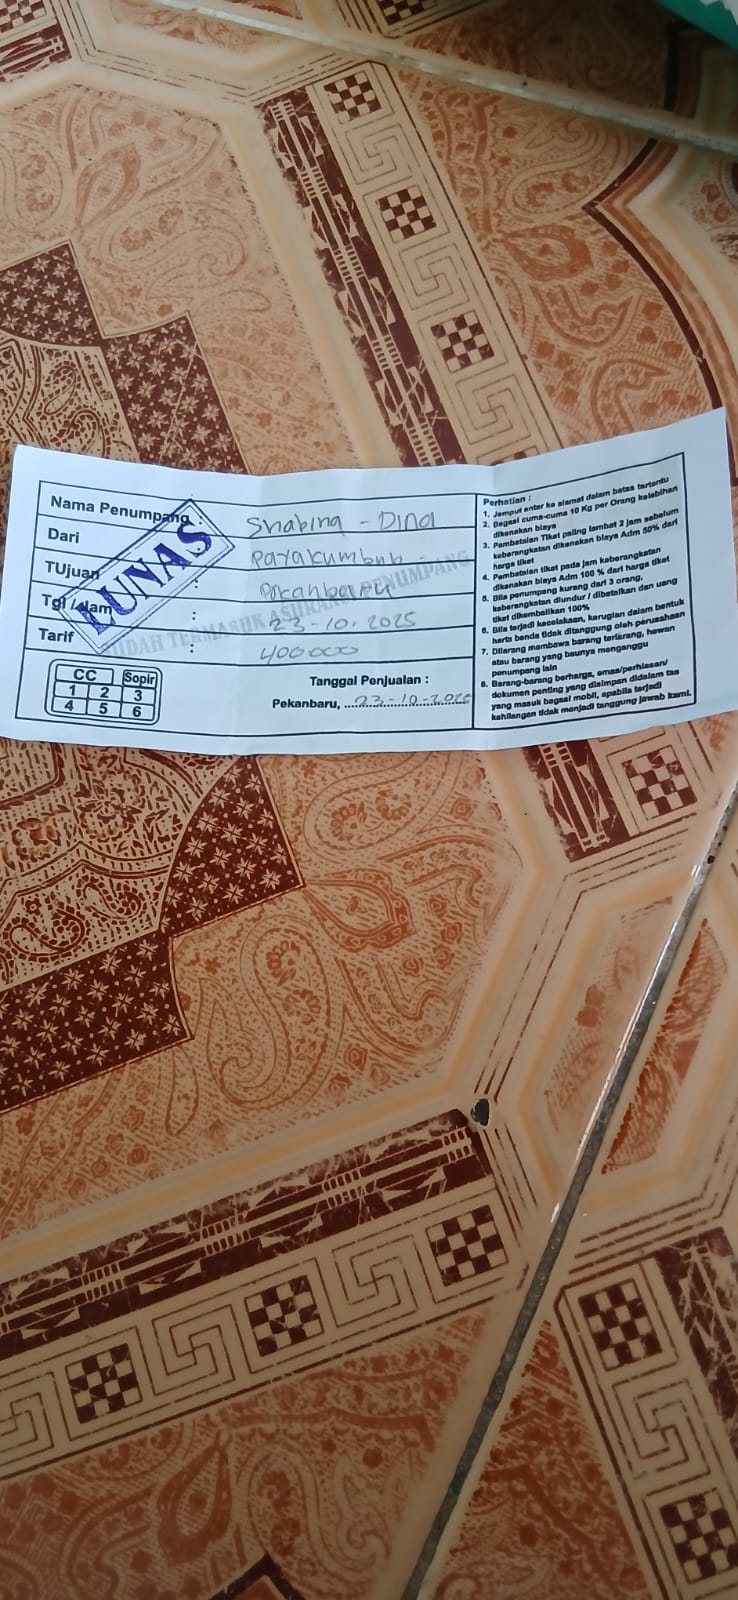 Nama Penumpang : Shabina - Dina
Dari : Payakumbuh
TUjuan : Pekanbaru
Tgl / Jam : 23-10-2025
Tarif : 400000
LUNAS
SUDAH TERMASUK ASURANSI PENUMPANG
CC Sopir
1 2 3
4 5 6
Tanggal Penjualan :
Pekanbaru, 23-10-2025
Perhatian :
1. Jemput antar ke alamat dalam batas tertentu
2. Bagasi cuma-cuma 10 Kg per Orang kelebihan
dikenakan biaya
3. Pembatalan Tiket paling lambat 2 jam sebelum
keberangkatan dikenakan biaya Adm 50% dari
harga tiket
4. Pembatalan tiket pada jam keberangkatan
dikenakan biaya Adm 100 % dari harga tiket
5. Bila penumpang kurang dari 3 orang,
keberangkatan diundur / dibatalkan dan uang
tiket dikembalikan 100%
6. Bila terjadi kecelakaan, kerugian dalam bentuk
harta benda tidak ditanggung oleh perusahaan
7. Dilarang membawa barang terlarang, hewan
atau barang yang baunya menganggu
penumpang lain
8. Barang-barang berharga, emas/perhiasan/
dokumen penting yang disimpan didalam tas
yang masuk bagasi mobil, apabila terjadi
kehilangan tidak menjadi tanggung jawab kami.